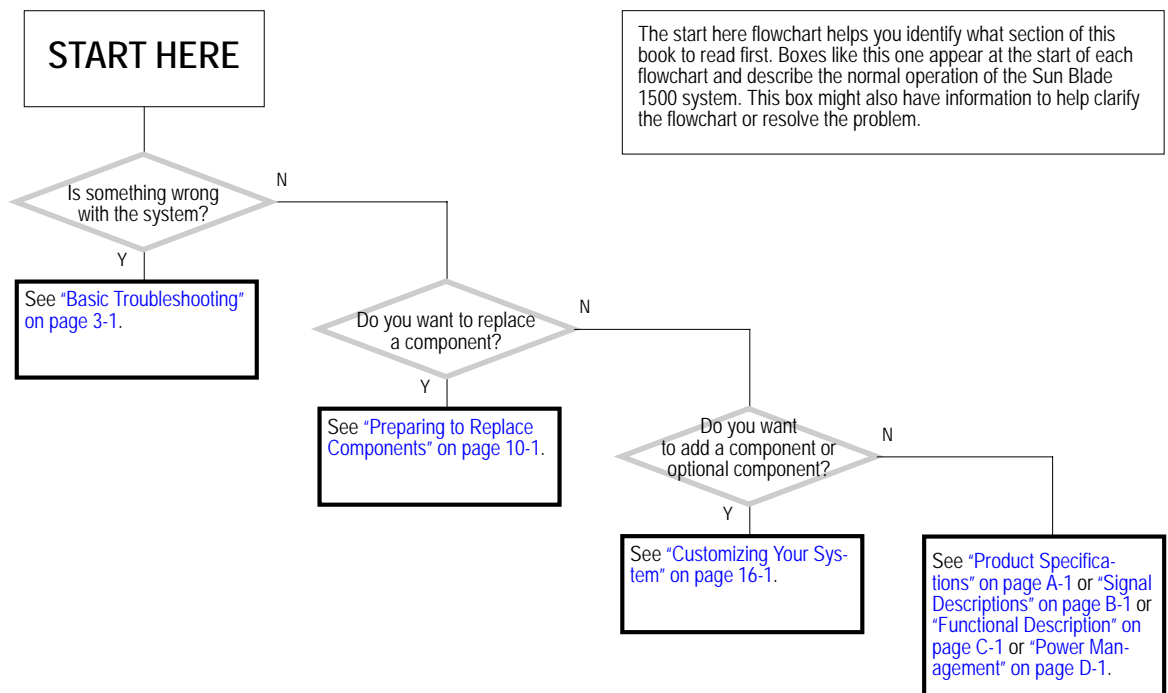 START HERE
The start here flowchart helps you identify what section of this
book to read first. Boxes like this one appear at the start of each
flowchart and describe the normal operation of the Sun Blade
1500 system. This box might also have information to help clarify
the flowchart or resolve the problem.
Is something wrong
with the system?
N
Y
See "Basic Troubleshooting"
on page 3-1.
Do you want to replace
a component?
N
Y
See "Preparing to Replace
Components" on page 10-1.
Do you want
to add a component or
optional component?
N
Y
See "Customizing Your Sys-
tem" on page 16-1.
See "Product Specifica-
tions" on page A-1 or "Signal
Descriptions" on page B-1 or
"Functional Description" on
page C-1 or "Power Man-
agement" on page D-1.